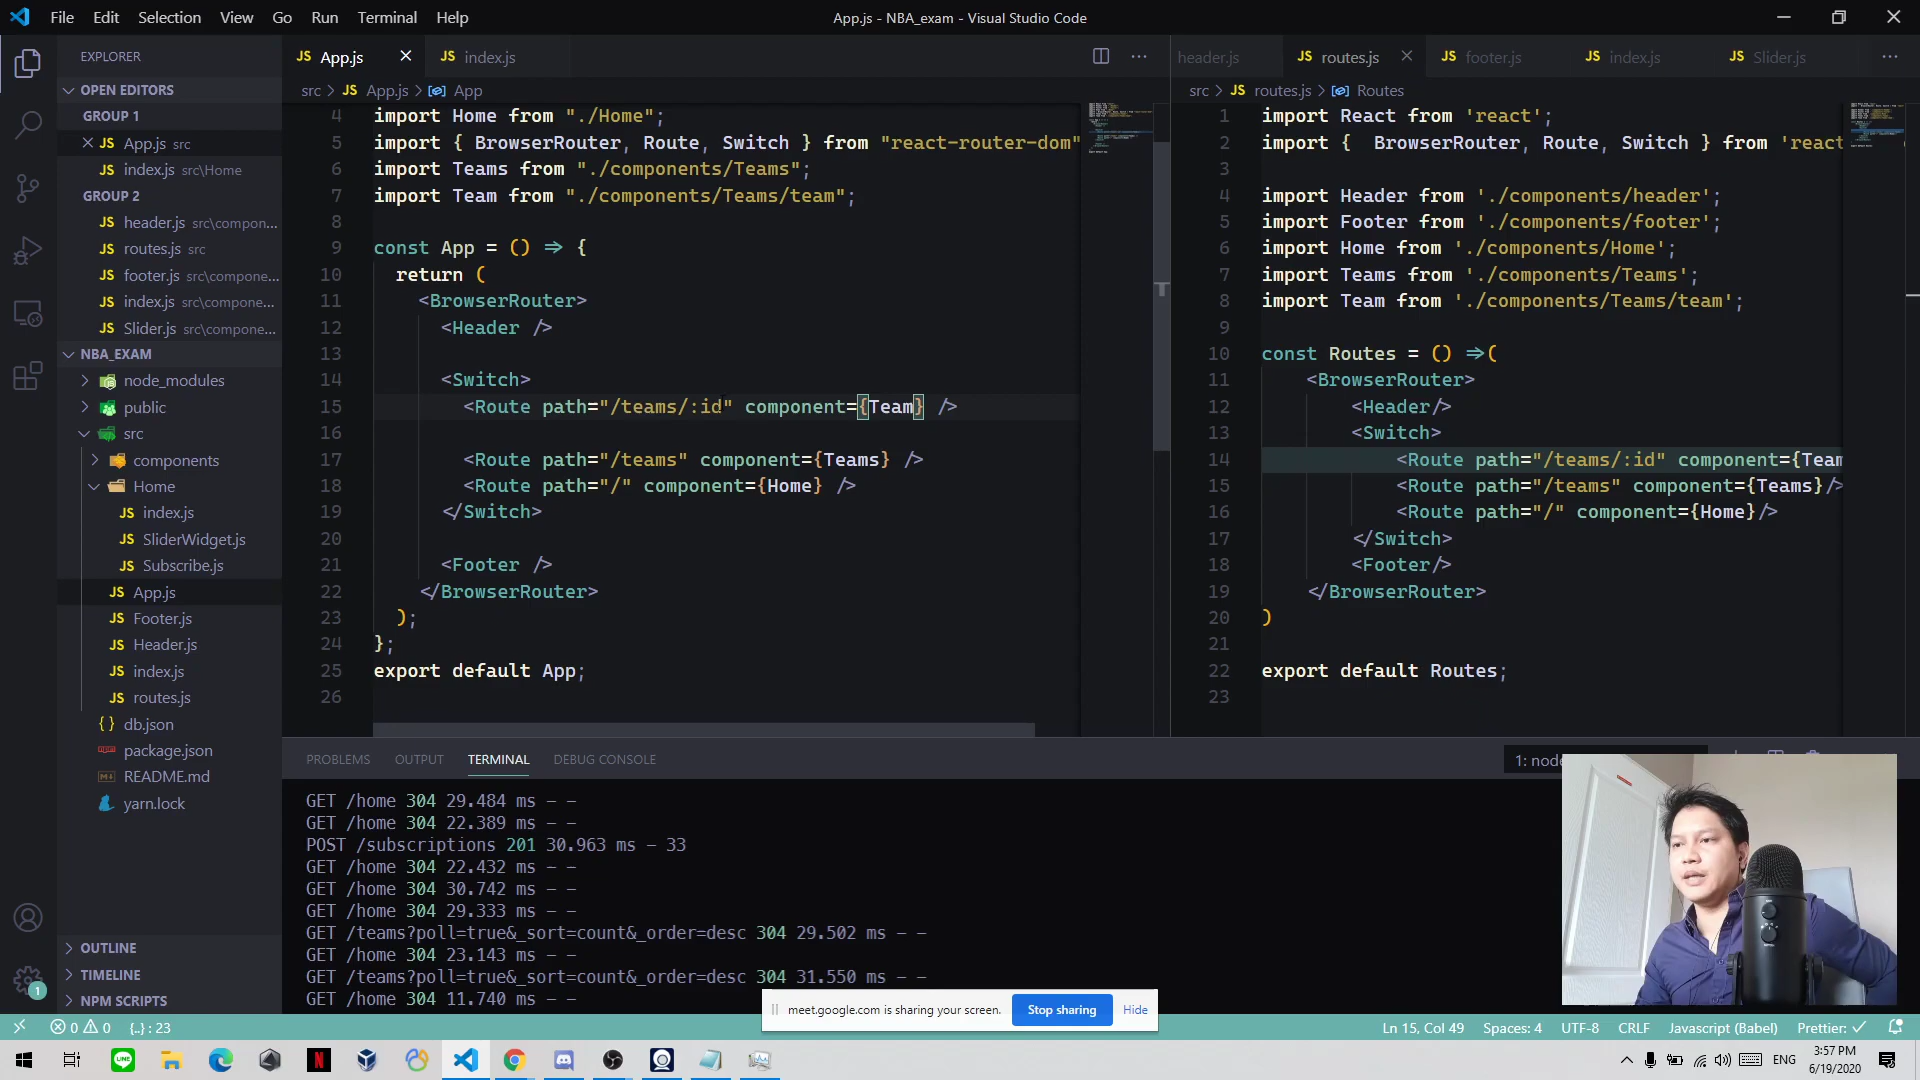 File Edit Selection View Go Run Terminal Help
App.js - NBA_exam - Visual Studio Code
EXPLORER
OPEN EDITORS
GROUP 1
App.js src
index.js src\Home
GROUP 2
header.js src\compon...
routes.js src
footer.js src\compone...
index.js src\compone...
Slider.js src\compone...
NBA_EXAM
node_modules
public
src
components
Home
index.js
SliderWidget.js
Subscribe.js
App.js
Footer.js
Header.js
index.js
routes.js
db.json
package.json
README.md
yarn.lock
OUTLINE
TIMELINE
NPM SCRIPTS
JS App.js JS index.js
src > JS App.js > App
4 import Home from "./Home";
5 import { BrowserRouter, Route, Switch } from "react-router-dom"
6 import Teams from "./components/Teams";
7 import Team from "./components/Teams/team";
8
9 const App = () => {
10 return (
11 <BrowserRouter>
12 <Header />
13
14 <Switch>
15 <Route path="/teams/:id" component={Team} />
16
17 <Route path="/teams" component={Teams} />
18 <Route path="/" component={Home} />
19 </Switch>
20
21 <Footer />
22 </BrowserRouter>
23 );
24 };
25 export default App;
26
header.js JS routes.js JS footer.js JS index.js JS Slider.js
src > JS routes.js > Routes
1 import React from 'react';
2 import { BrowserRouter, Route, Switch } from 'react
3
4 import Header from './components/header';
5 import Footer from './components/footer';
6 import Home from './components/Home';
7 import Teams from './components/Teams';
8 import Team from './components/Teams/team';
9
10 const Routes = () =>(
11 <BrowserRouter>
12 <Header/>
13 <Switch>
14 <Route path="/teams/:id" component={Team
15 <Route path="/teams" component={Teams}/>
16 <Route path="/" component={Home}/>
17 </Switch>
18 <Footer/>
19 </BrowserRouter>
20 )
21
22 export default Routes;
23
PROBLEMS OUTPUT TERMINAL DEBUG CONSOLE
1: node
GET /home 304 29.484 ms - -
GET /home 304 22.389 ms - -
POST /subscriptions 201 30.963 ms - 33
GET /home 304 22.432 ms - -
GET /home 304 30.742 ms - -
GET /home 304 29.333 ms - -
GET /teams?poll=true&_sort=count&_order=desc 304 29.502 ms - -
GET /home 304 23.143 ms - -
GET /teams?poll=true&_sort=count&_order=desc 304 31.550 ms - -
GET /home 304 11.740 ms - -
meet.google.com is sharing your screen. Stop sharing Hide
0 0 {..} : 23 Ln 15, Col 49 Spaces: 4 UTF-8 CRLF Javascript (Babel) Prettier: ✓
ENG 3:57 PM
6/19/2020